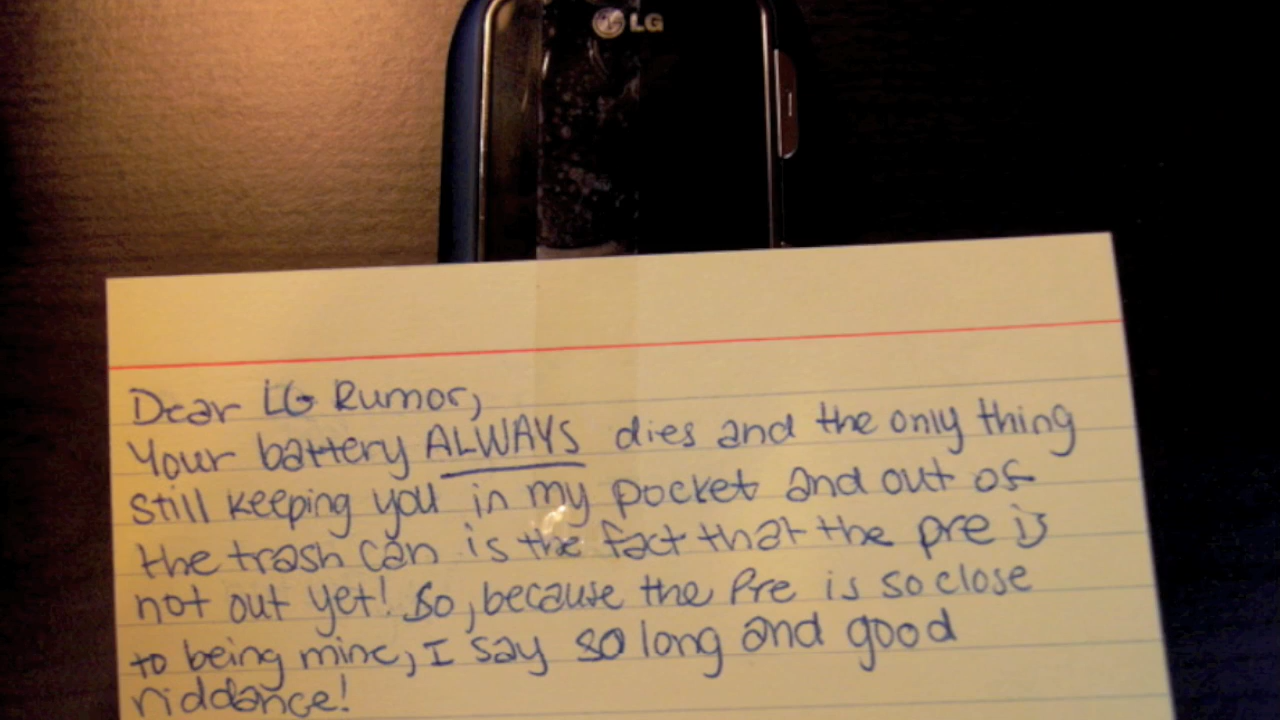 LG
Dear LG Rumor,
Your battery ALWAYS dies and the only thing
still keeping you in my pocket and out of
the trash can is the fact that the pre is
not out yet! So, because the Pre is so close
to being mine, I say so long and good
riddance!